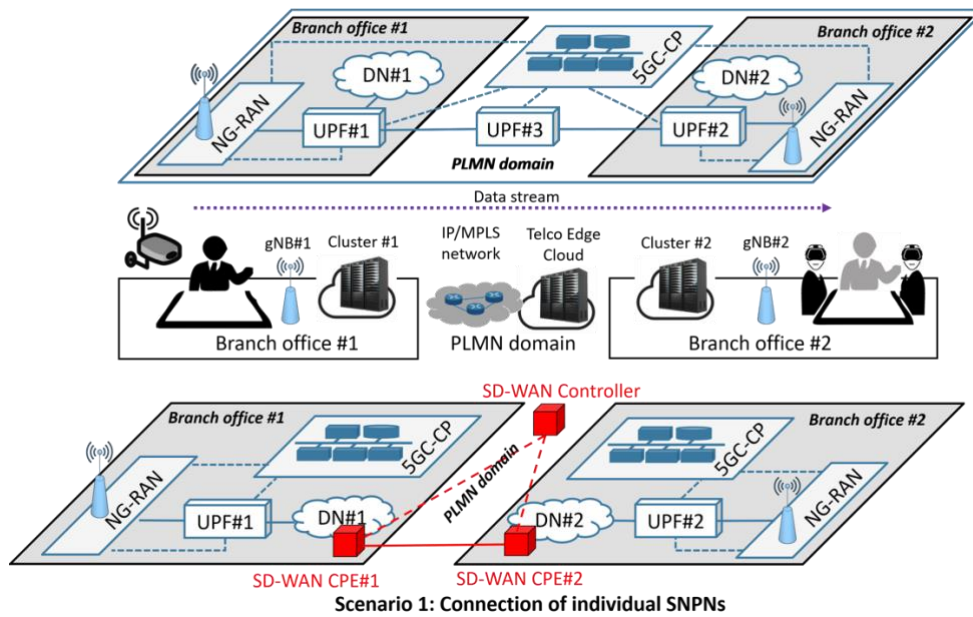 Branch office #1
Branch office #2
5GC-CP
DN#1
DN#2
NG-RAN
UPF#1
UPF#3
UPF#2
NG-RAN
PLMN domain
Data stream
gNB#1
Cluster #1
IP/MPLS
network
Telco Edge
Cloud
Cluster #2
gNB#2
Branch office #1
PLMN domain
Branch office #2
SD-WAN Controller
Branch office #1
Branch office #2
5GC-CP
5GC-CP
PLMN domain
NG-RAN
UPF#1
DN#1
DN#2
UPF#2
NG-RAN
SD-WAN CPE#1
SD-WAN CPE#2
Scenario 1: Connection of individual SNPNs